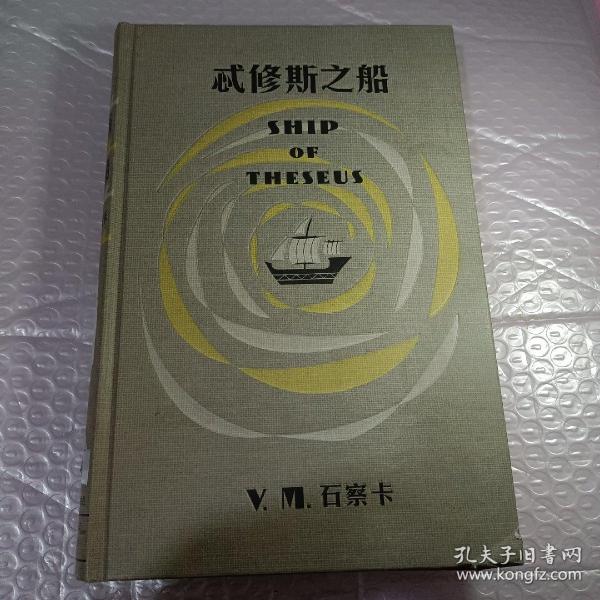 忒修斯之船
SHIP
OF
THESEUS
V. M. 石察卡
孔夫子旧书网
www.kongfz.com